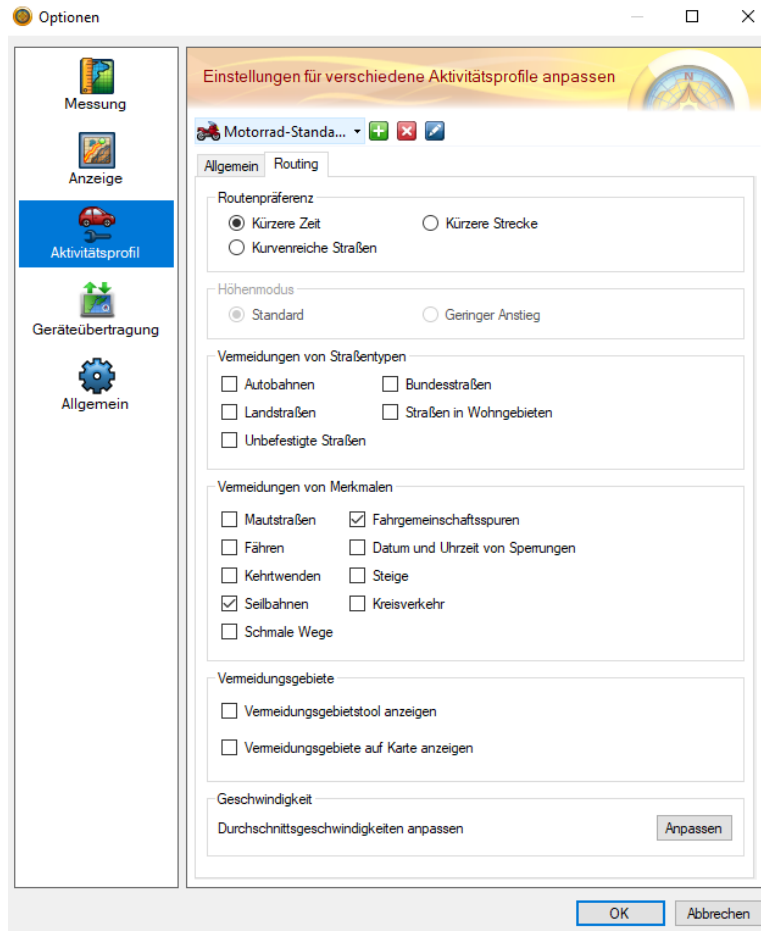 Optionen
Messung
Anzeige
Aktivitätsprofil
Geräteübertragung
Allgemein
Einstellungen für verschiedene Aktivitätsprofile anpassen
Motorrad-Standa...
Allgemein Routing
Routenpräferenz
Kürzere Zeit Kürzere Strecke
Kurvenreiche Straßen
Höhenmodus
Standard Geringer Anstieg
Vermeidungen von Straßentypen
Autobahnen Bundesstraßen
Landstraßen Straßen in Wohngebieten
Unbefestigte Straßen
Vermeidungen von Merkmalen
Mautstraßen Fahrgemeinschaftsspuren
Fähren Datum und Uhrzeit von Sperrungen
Kehrtwenden Steige
Seilbahnen Kreisverkehr
Schmale Wege
Vermeidungsgebiete
Vermeidungsgebietstool anzeigen
Vermeidungsgebiete auf Karte anzeigen
Geschwindigkeit
Durchschnittsgeschwindigkeiten anpassen Anpassen
OK Abbrechen
N